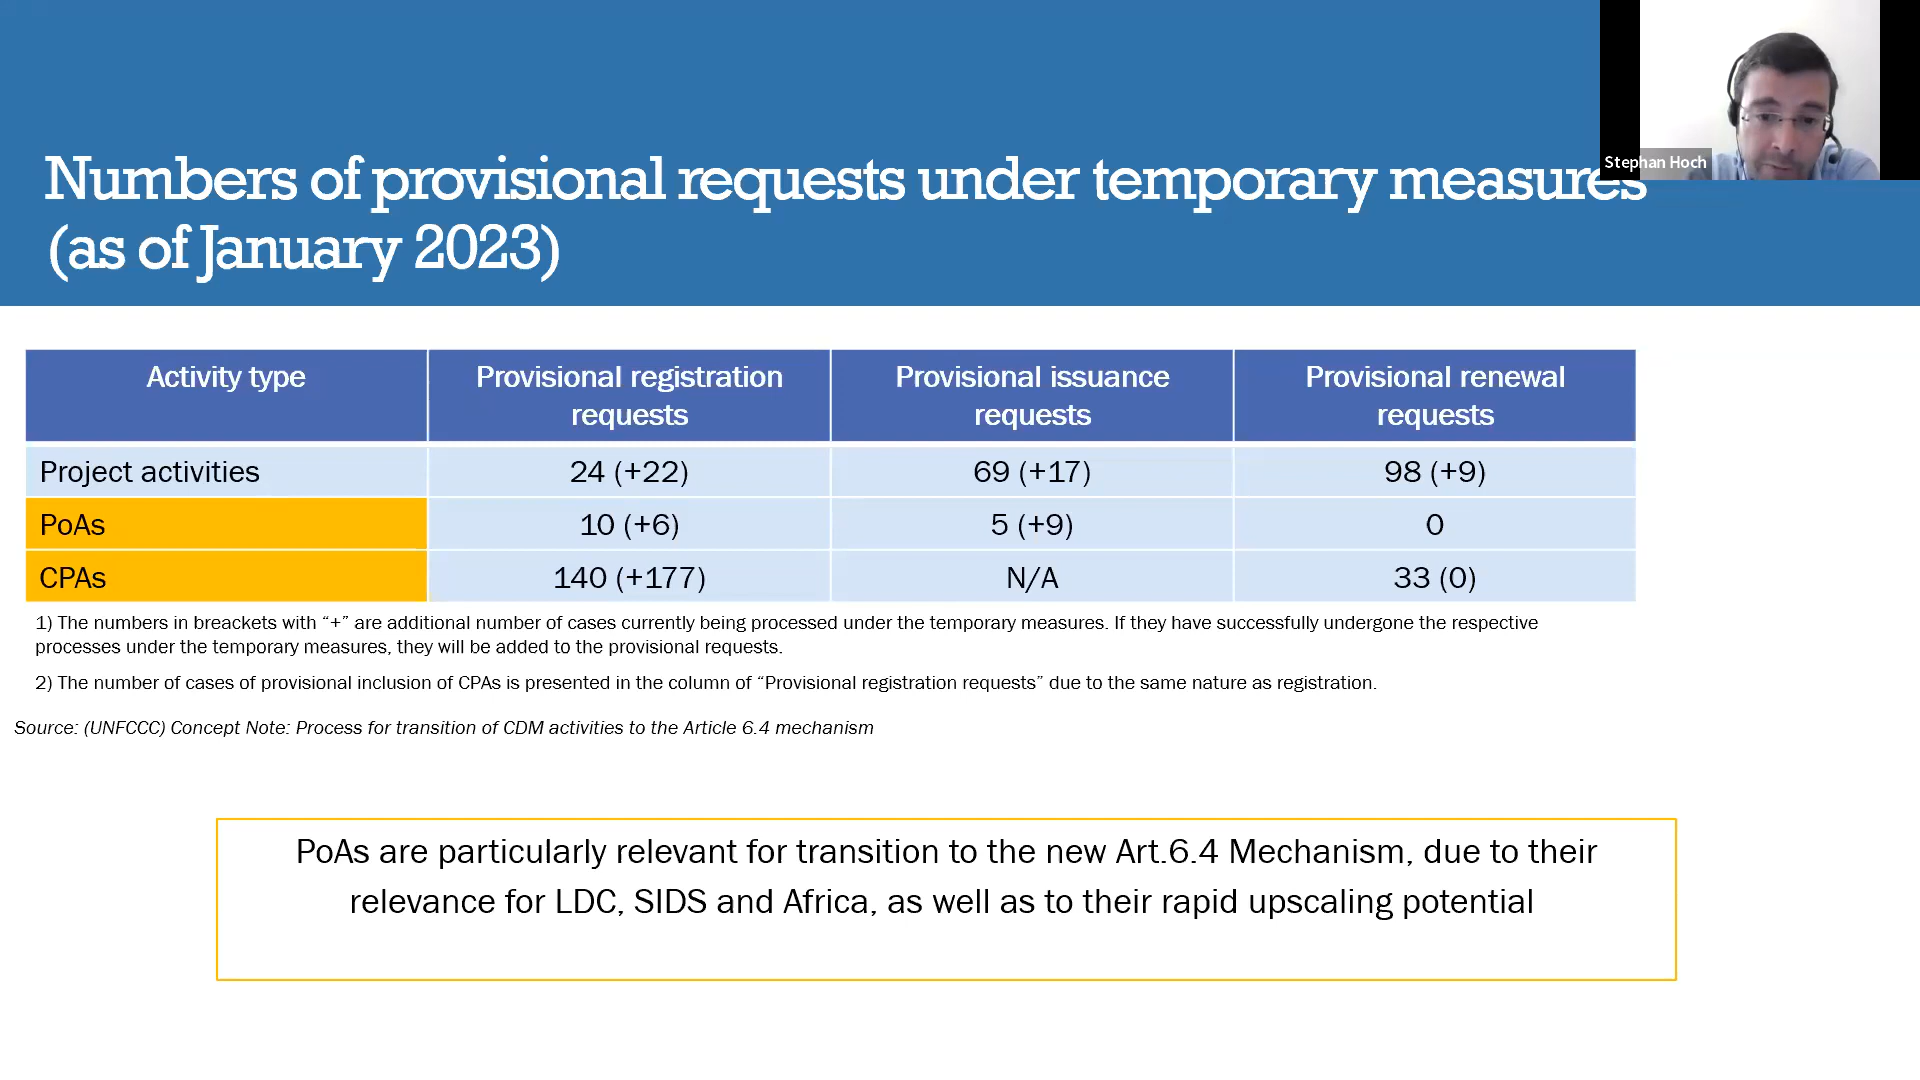 Numbers of provisional requests under temporary measures
(as of January 2023)
Stephan Hoch
Activity type
Provisional registration
requests
Provisional issuance
requests
Provisional renewal
requests
Project activities
24 (+22)
69 (+17)
98 (+9)
PoAs
10 (+6)
5 (+9)
0
CPAs
140 (+177)
N/A
33 (0)
1) The numbers in breackets with “+” are additional number of cases currently being processed under the temporary measures. If they have successfully undergone the respective
processes under the temporary measures, they will be added to the provisional requests.
2) The number of cases of provisional inclusion of CPAs is presented in the column of “Provisional registration requests” due to the same nature as registration.
Source: (UNFCCC) Concept Note: Process for transition of CDM activities to the Article 6.4 mechanism
PoAs are particularly relevant for transition to the new Art.6.4 Mechanism, due to their
relevance for LDC, SIDS and Africa, as well as to their rapid upscaling potential